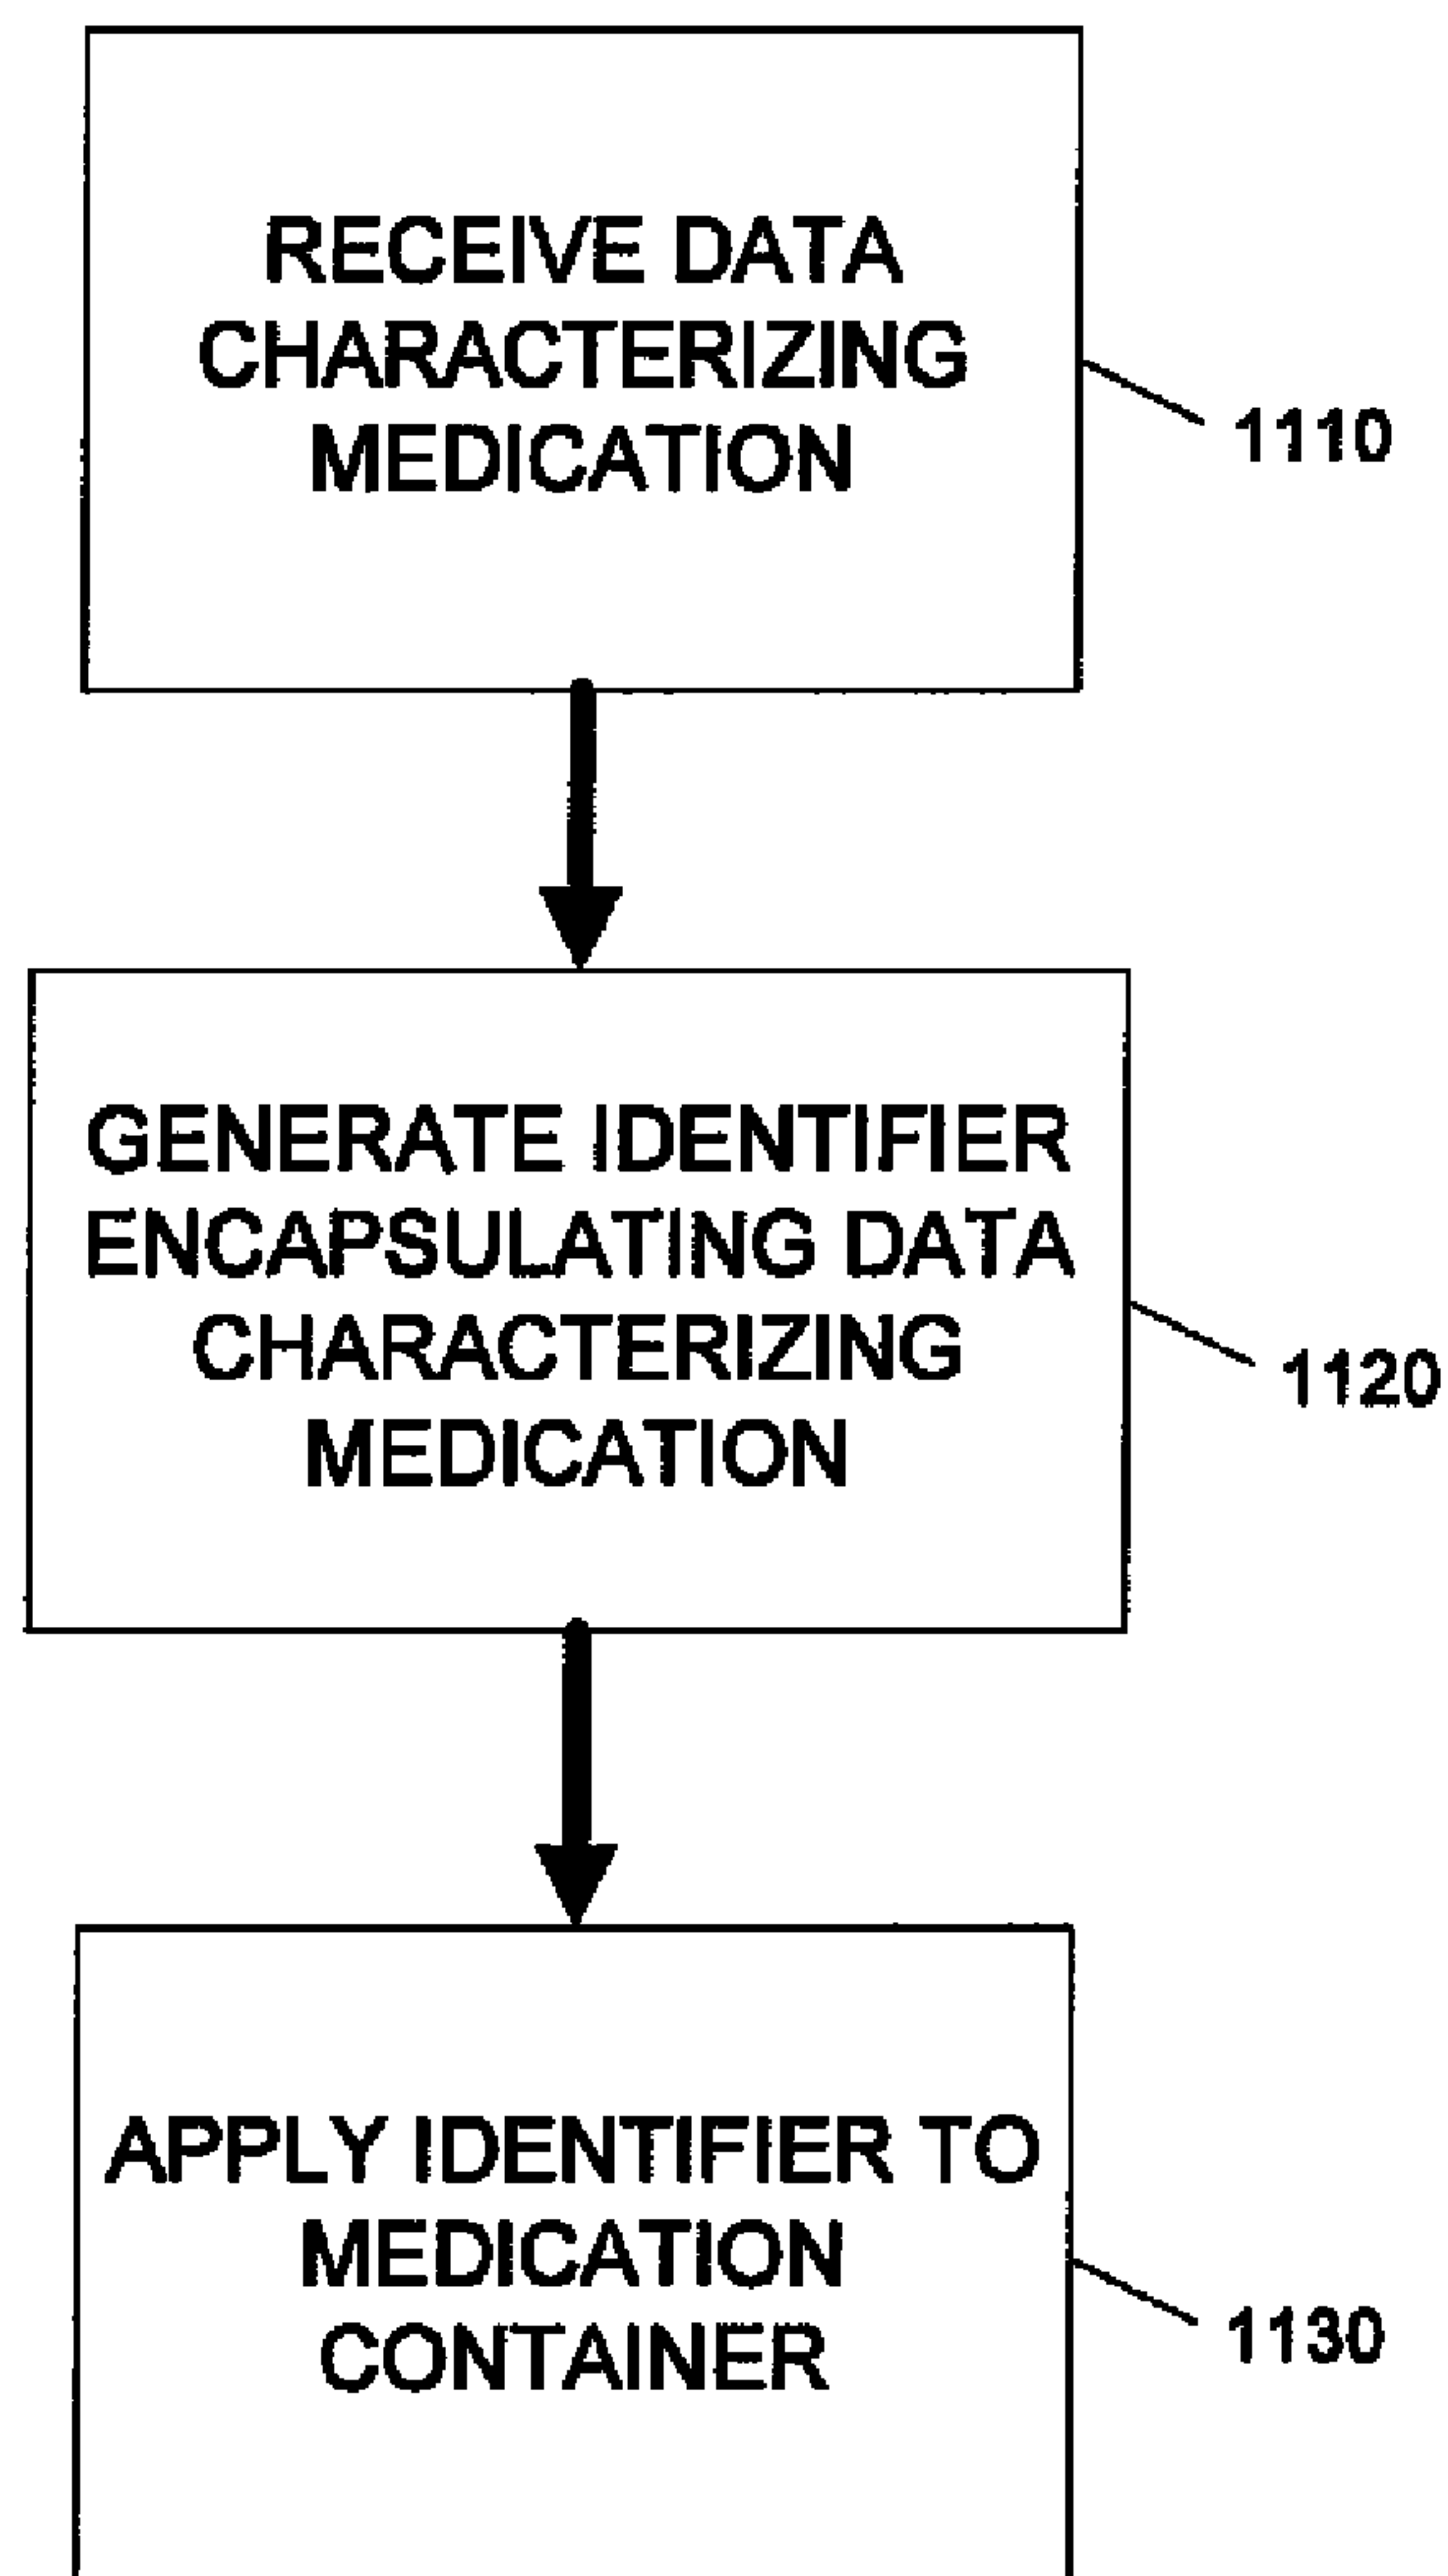 RECEIVE DATA
CHARACTERIZING
MEDICATION
1110
GENERATE IDENTIFIER
ENCAPSULATING DATA
CHARACTERIZING
MEDICATION
1120
APPLY IDENTIFIER TO
MEDICATION
CONTAINER
1130